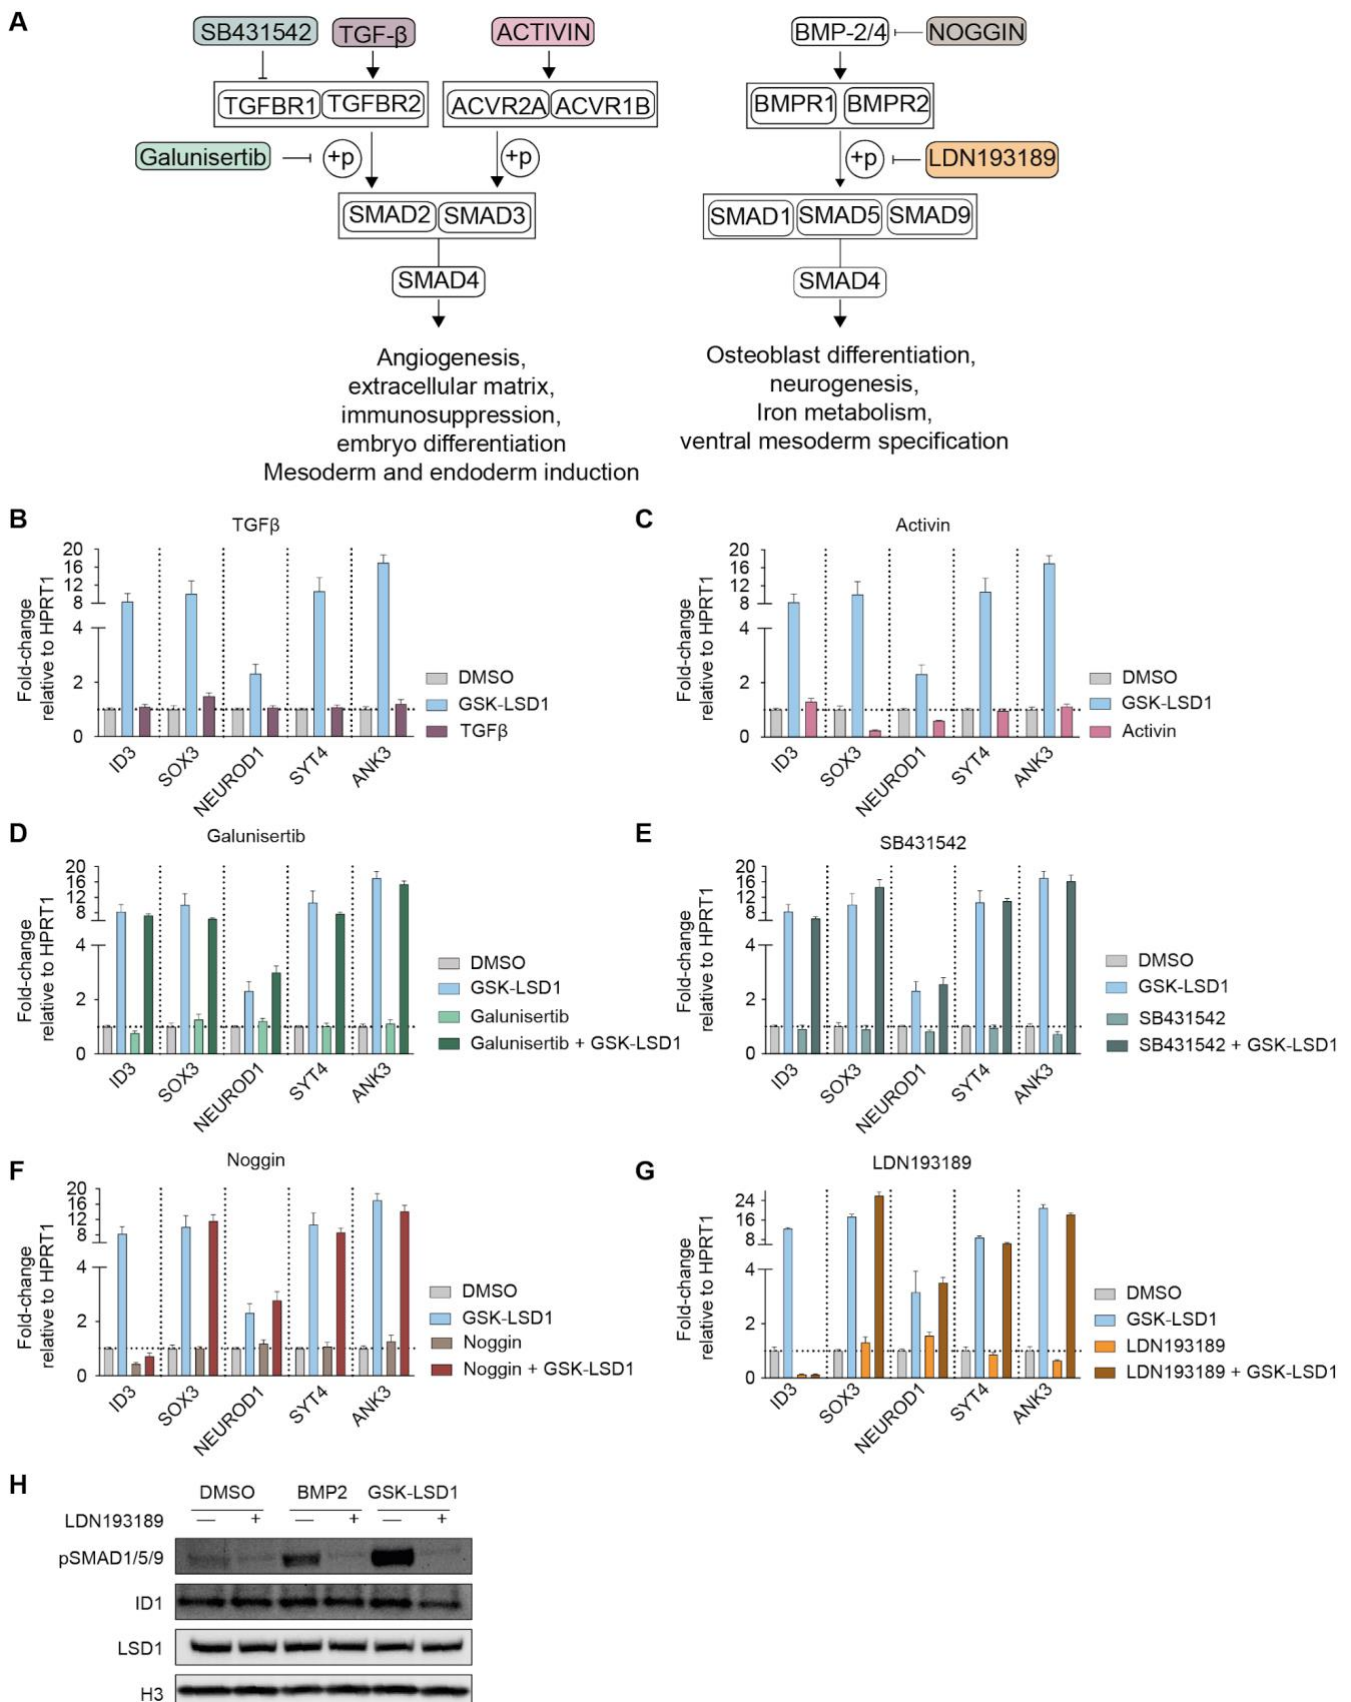 A
SB431542 TGF-β ACTIVIN BMP-2/4 NOGGIN
TGFBR1 TGFBR2 ACVR2A ACVR1B BMPR1 BMPR2
Galunisertib +p +p +p LDN193189
SMAD2 SMAD3 SMAD1 SMAD5 SMAD9
SMAD4 SMAD4
Angiogenesis,
extracellular matrix,
immunosuppression,
embryo differentiation
Mesoderm and endoderm induction
Osteoblast differentiation,
neurogenesis,
Iron metabolism,
ventral mesoderm specification
B
TGFβ
Fold-change
relative to HPRT1
20
16
12
8
4
2
0
ID3 SOX3 NEUROD1 SYT4 ANK3
DMSO
GSK-LSD1
TGFβ
C
Activin
Fold-change
relative to HPRT1
20
16
12
8
4
2
0
ID3 SOX3 NEUROD1 SYT4 ANK3
DMSO
GSK-LSD1
Activin
D
Galunisertib
Fold-change
relative to HPRT1
20
16
12
8
4
2
0
ID3 SOX3 NEUROD1 SYT4 ANK3
DMSO
GSK-LSD1
Galunisertib
Galunisertib + GSK-LSD1
E
SB431542
Fold-change
relative to HPRT1
20
16
12
8
4
2
0
ID3 SOX3 NEUROD1 SYT4 ANK3
DMSO
GSK-LSD1
SB431542
SB431542 + GSK-LSD1
F
Noggin
Fold-change
relative to HPRT1
20
16
12
8
4
2
0
ID3 SOX3 NEUROD1 SYT4 ANK3
DMSO
GSK-LSD1
Noggin
Noggin + GSK-LSD1
G
LDN193189
Fold-change
relative to HPRT1
24
16
8
4
2
0
ID3 SOX3 NEUROD1 SYT4 ANK3
DMSO
GSK-LSD1
LDN193189
LDN193189 + GSK-LSD1
H
DMSO BMP2 GSK-LSD1
LDN193189 — + — + — +
pSMAD1/5/9
ID1
LSD1
H3